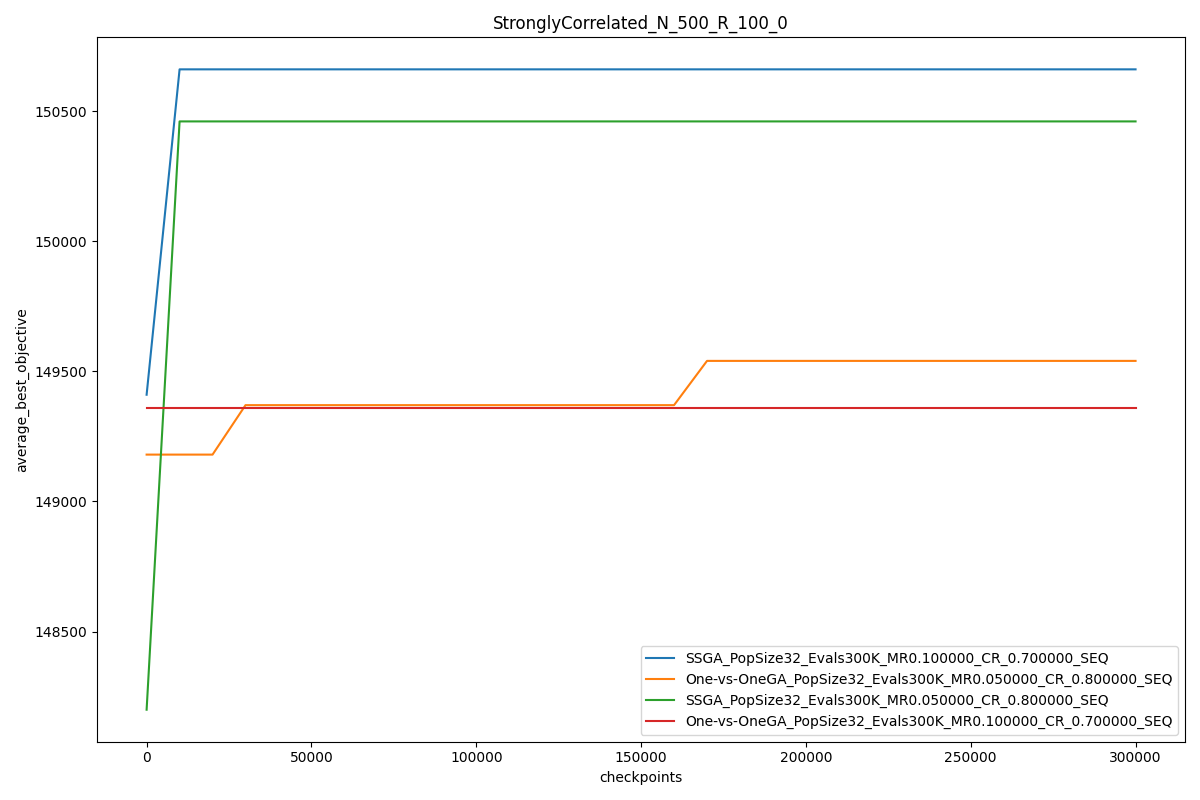 StronglyCorrelated_N_500_R_100_0
average_best_objective
150500
150000
149500
149000
148500
SSGA_PopSize32_Evals300K_MR0.100000_CR_0.700000_SEQ
One-vs-OneGA_PopSize32_Evals300K_MR0.050000_CR_0.800000_SEQ
SSGA_PopSize32_Evals300K_MR0.050000_CR_0.800000_SEQ
One-vs-OneGA_PopSize32_Evals300K_MR0.100000_CR_0.700000_SEQ
0 50000 100000 150000 200000 250000 300000
checkpoints